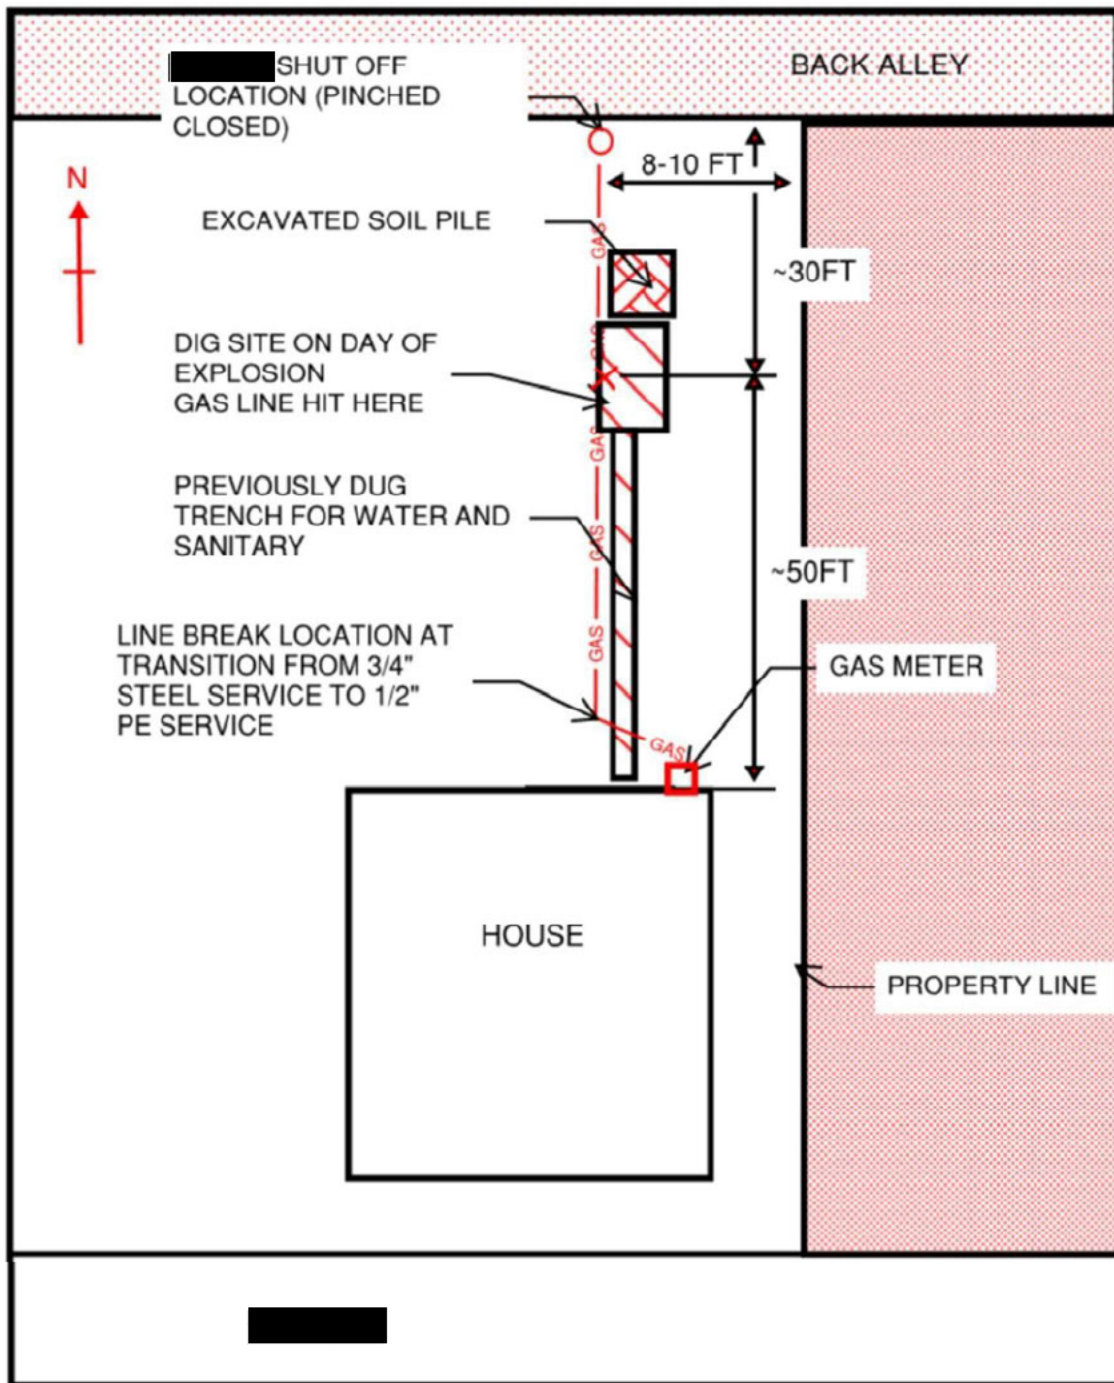 BACK ALLEY
SHUT OFF
LOCATION (PINCHED
CLOSED)
N
8-10 FT
EXCAVATED SOIL PILE
GAS
~30FT
DIG SITE ON DAY OF
EXPLOSION
GAS LINE HIT HERE
GAS
GAS
PREVIOUSLY DUG
TRENCH FOR WATER AND
SANITARY
GAS
~50FT
LINE BREAK LOCATION AT
TRANSITION FROM 3/4"
STEEL SERVICE TO 1/2"
PE SERVICE
GAS
GAS METER
GAS
HOUSE
PROPERTY LINE